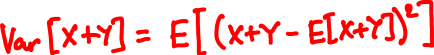 Var[X+Y] = E[(X+Y - E[X+Y])²]